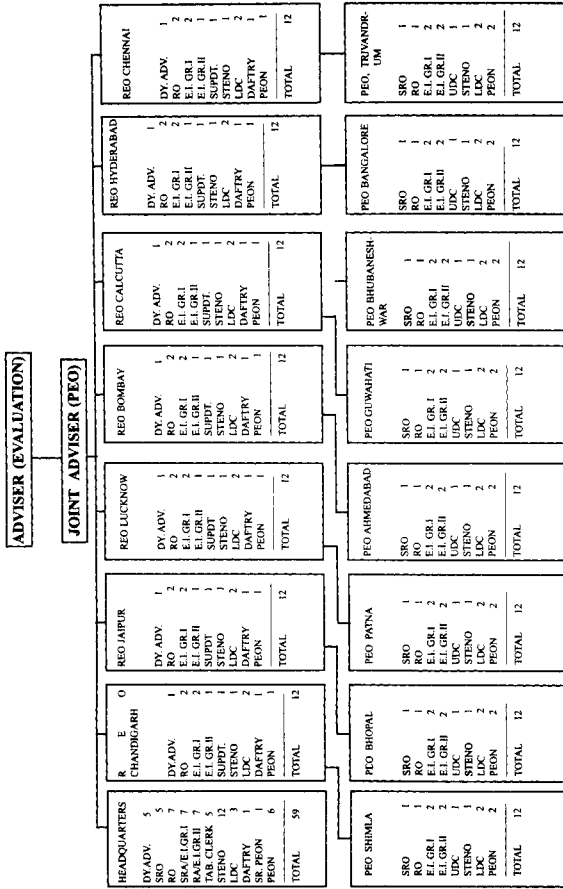 ADVISER (EVALUATION)
JOINT ADVISER (PEO)
HEADQUARTERS
DY.ADV. 5
SRO 5
RO 7
SRA/E.I.GR.I 7
RA/E.I.GR.II 7
TAB. CLERK 5
STENO 12
LDC 3
DAFTRY 1
SR. PEON 1
PEON 6
TOTAL 59
R E O
CHANDIGARH
DY.ADV. 1
RO 2
E.I. GR.I 2
E.I. GR.II 1
SUPDT. 1
STENO 1
LDC 2
DAFTRY 1
PEON 1
TOTAL 12
REO JAIPUR
DY. ADV. 1
RO 2
E.I. GR.I 2
E.I. GR.II 1
SUPDT 1
STENO 1
LDC 2
DAFTRY 1
PEON 1
TOTAL 12
REO LUCKNOW
DY. ADV. 1
RO 2
E.I. GR.I 2
E.I. GR.II 1
SUPDT 1
STENO 1
LDC 2
DAFTRY 1
PEON 1
TOTAL 12
REO BOMBAY
DY. ADV. 1
RO 2
E.I. GR.I 2
E.I. GR.II 1
SUPDT. 1
STENO 1
LDC 2
DAFTRY 1
PEON 1
TOTAL 12
REO CALCUTTA
DY. ADV. 1
RO 2
E.I. GR.I 2
E.I. GR.II 1
SUPDT. 1
STENO 1
LDC 2
DAFTRY 1
PEON 1
TOTAL 12
REO HYDERABAD
DY. ADV. 1
RO 2
E.I. GR.I 2
E.I. GR.II 1
SUPDT. 1
STENO 1
LDC 2
DAFTRY 1
PEON 1
TOTAL 12
REO CHENNAI
DY. ADV. 1
RO 2
E.I. GR.I 2
E.I. GR.II 1
SUPDT. 1
STENO 1
LDC 2
DAFTRY 1
PEON 1
TOTAL 12
PEO SHIMLA
SRO 1
RO 1
E.I. GR.I 2
E.I. GR.II 2
UDC 1
STENO 1
LDC 2
PEON 2
TOTAL 12
PEO BHOPAL
SRO 1
RO 1
E.I. GR.I 2
E.I. GR.II 2
UDC 1
STENO 1
LDC 2
PEON 2
TOTAL 12
PEO PATNA
SRO 1
RO 1
E.I. GR.I 2
E.I. GR.II 2
UDC 1
STENO 1
LDC 2
PEON 2
TOTAL 12
PEO AHMEDABAD
SRO 1
RO 1
E.I. GR.I 2
E.I. GR.II 2
UDC 1
STENO 1
LDC 2
PEON 2
TOTAL 12
PEO GUWAHATI
SRO 1
RO 1
E.I. GR. I 2
E.I. GR.II 2
UDC 1
STENO 1
LDC 2
PEON 2
TOTAL 12
PEO BHUBANESH-
WAR
SRO 1
RO 1
E.I. GR.I 2
E.I. GR.II 2
UDC 1
STENO 1
LDC 2
PEON 2
TOTAL 12
PEO BANGALORE
SRO 1
RO 1
E.I. GR.I 2
E.I. GR.II 2
UDC 1
STENO 1
LDC 2
PEON 2
TOTAL 12
PEO, TRIVANDR-
UM
SRO 1
RO 1
E.I. GR.I 2
E.I. GR.II 2
UDC 1
STENO 1
LDC 2
PEON 2
TOTAL 12